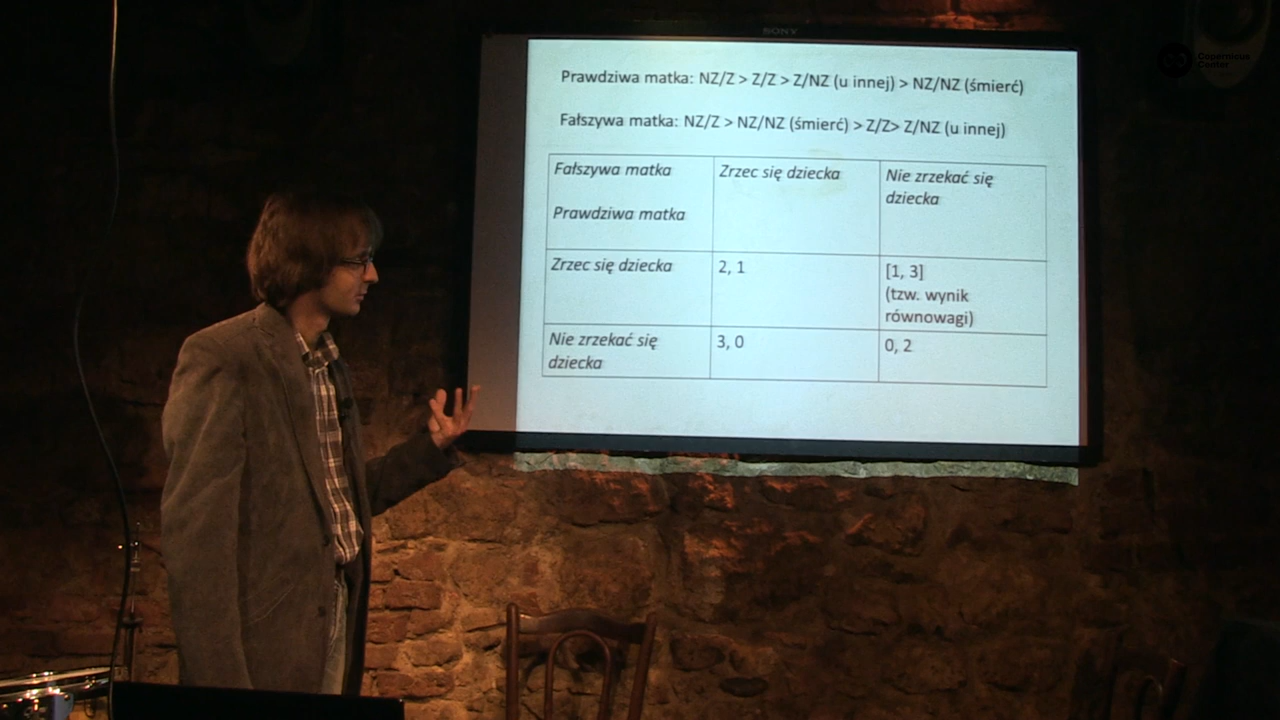 SONY
Copernicus
Center
Prawdziwa matka: NZ/Z > Z/Z > Z/NZ (u innej) > NZ/NZ (śmierć)
Fałszywa matka: NZ/Z > NZ/NZ (śmierć) > Z/Z> Z/NZ (u innej)
Fałszywa matka
Prawdziwa matka
Zrzec się dziecka
Nie zrzekać się
dziecka
Zrzec się dziecka
2, 1
[1, 3]
(tzw. wynik
równowagi)
Nie zrzekać się
dziecka
3, 0
0, 2